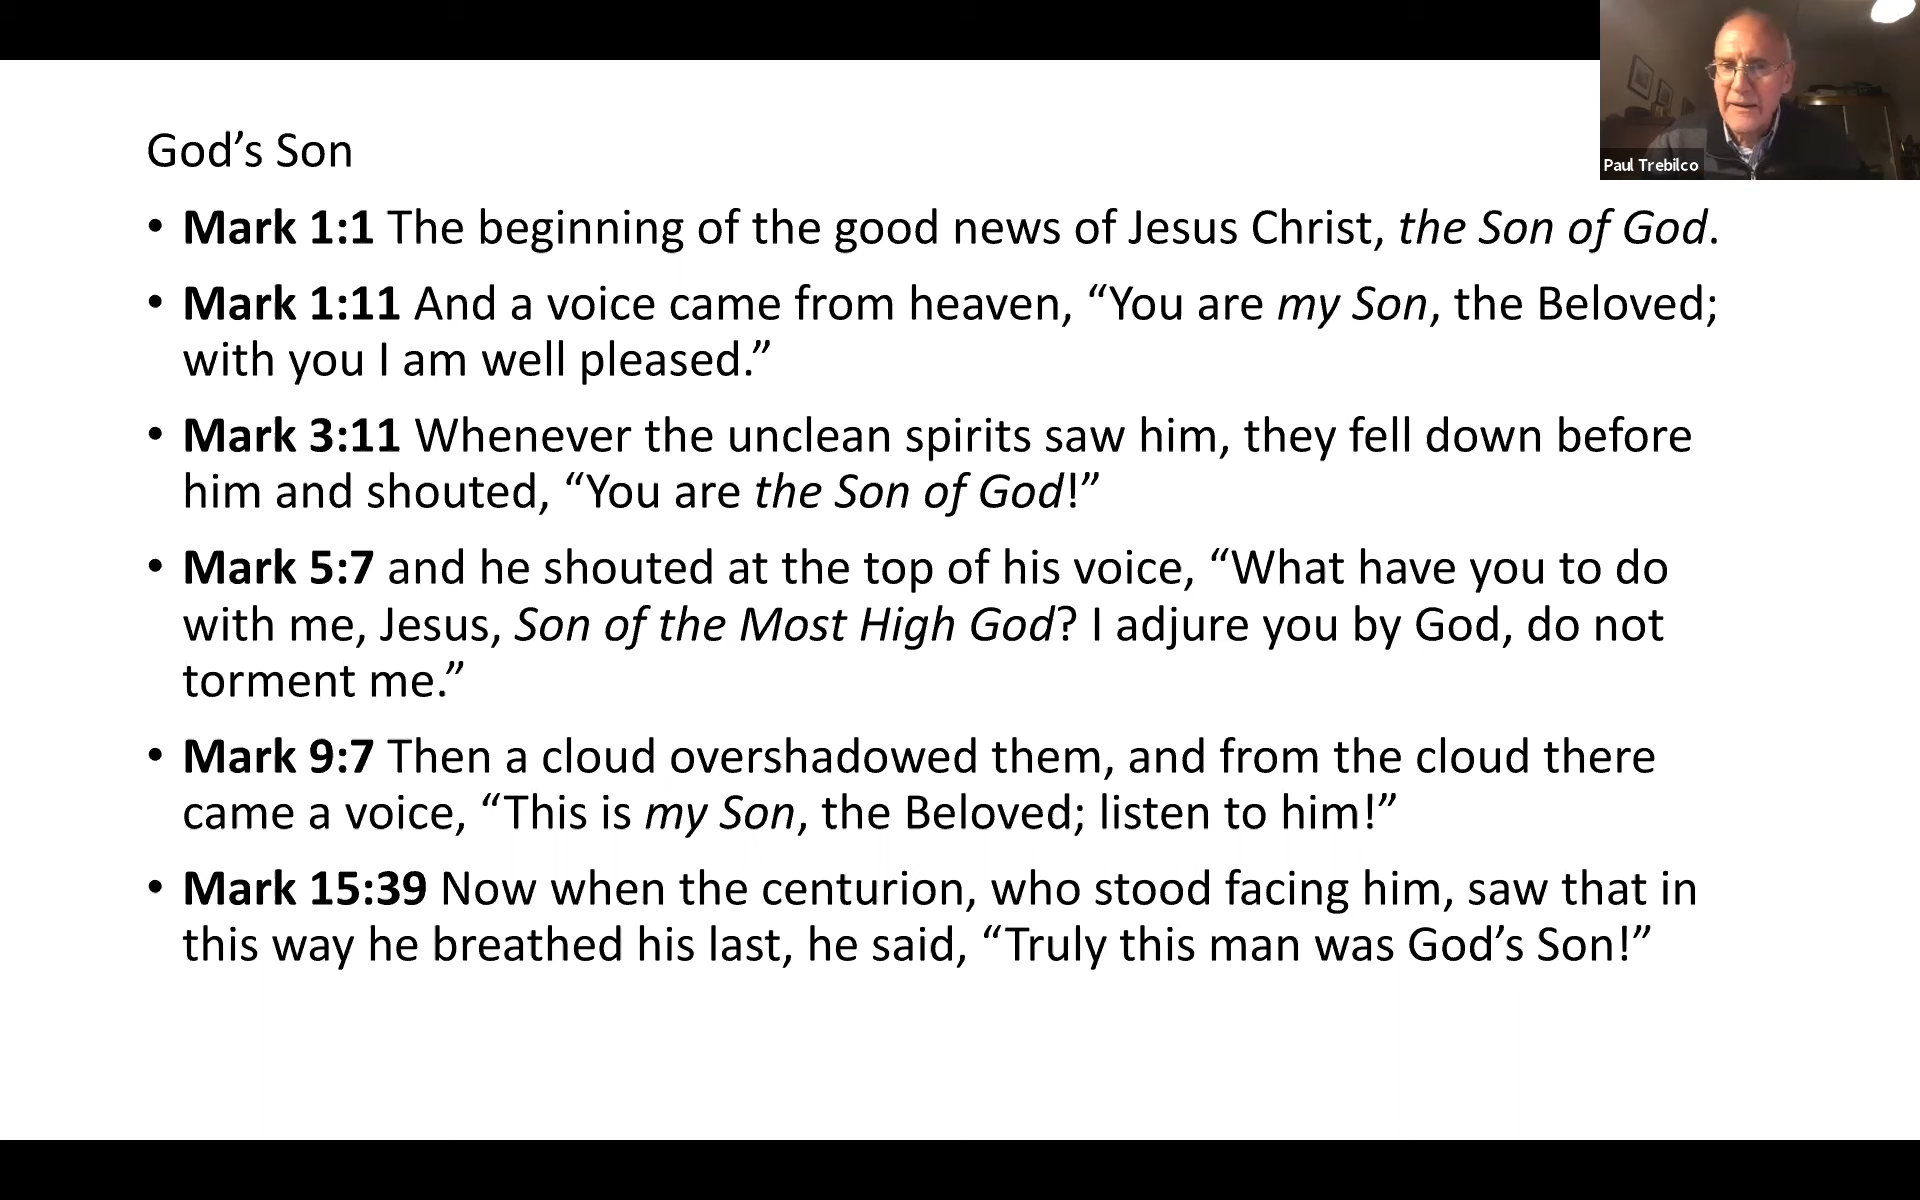 God’s Son
• Mark 1:1 The beginning of the good news of Jesus Christ, the Son of God.
• Mark 1:11 And a voice came from heaven, “You are my Son, the Beloved;
with you I am well pleased.”
• Mark 3:11 Whenever the unclean spirits saw him, they fell down before
him and shouted, “You are the Son of God!”
• Mark 5:7 and he shouted at the top of his voice, “What have you to do
with me, Jesus, Son of the Most High God? I adjure you by God, do not
torment me.”
• Mark 9:7 Then a cloud overshadowed them, and from the cloud there
came a voice, “This is my Son, the Beloved; listen to him!”
• Mark 15:39 Now when the centurion, who stood facing him, saw that in
this way he breathed his last, he said, “Truly this man was God’s Son!”
Paul Trebilco